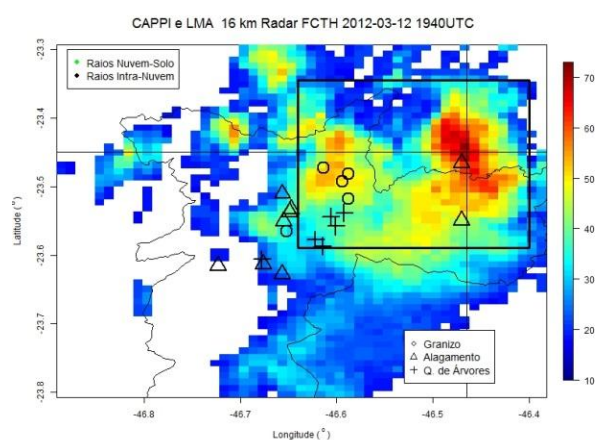 CAPPI e LMA 16 km Radar FCTH 2012-03-12 1940UTC
Raios Nuvem-Solo
Raios Intra-Nuvem
Granizo
Alagamento
Q. de Árvores
Latitude (°)
-23.3
-23.4
-23.5
-23.6
-23.7
-23.8
-46.8
-46.7
-46.6
-46.5
-46.4
Longitude (°)
70
60
50
40
30
20
10